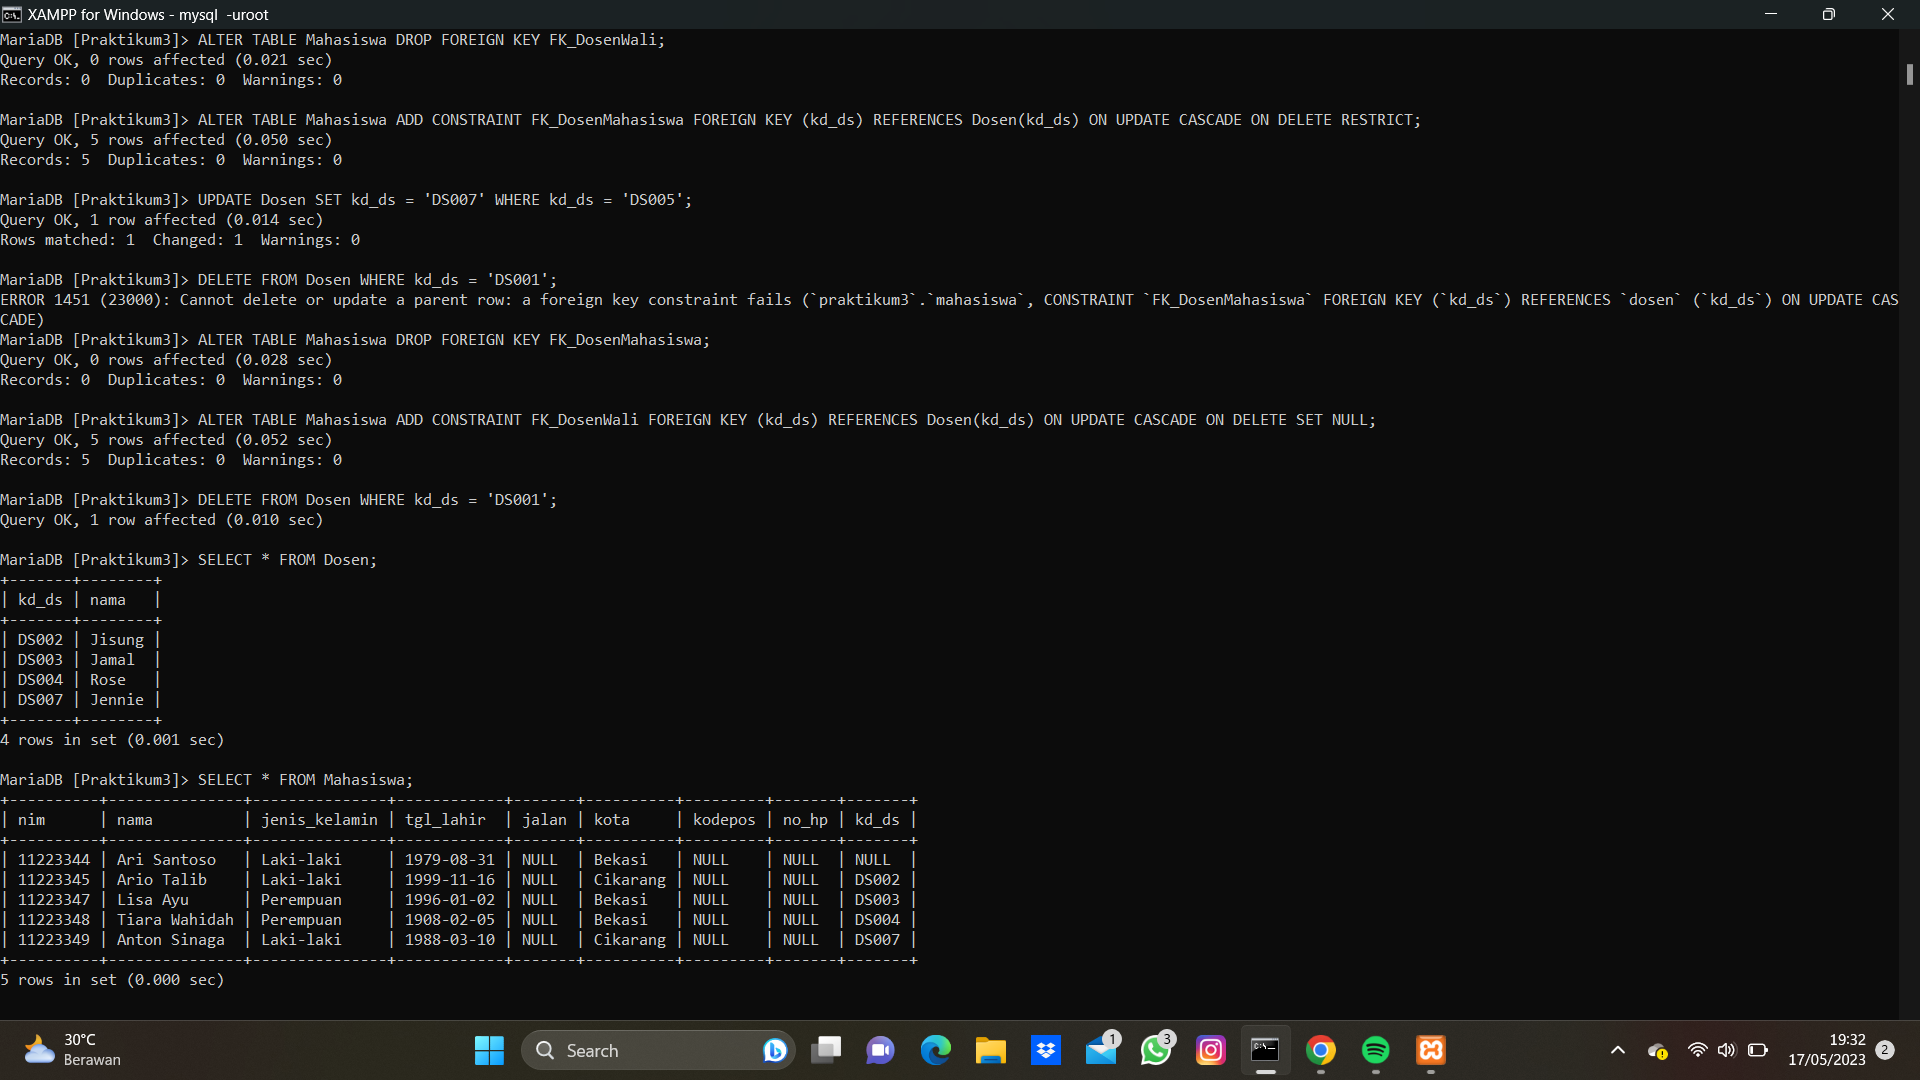 XAMPP for Windows - mysql  -uroot
MariaDB [Praktikum3]> ALTER TABLE Mahasiswa DROP FOREIGN KEY FK_DosenWali;
Query OK, 0 rows affected (0.021 sec)
Records: 0  Duplicates: 0  Warnings: 0
MariaDB [Praktikum3]> ALTER TABLE Mahasiswa ADD CONSTRAINT FK_DosenMahasiswa FOREIGN KEY (kd_ds) REFERENCES Dosen(kd_ds) ON UPDATE CASCADE ON DELETE RESTRICT;
Query OK, 5 rows affected (0.050 sec)
Records: 5  Duplicates: 0  Warnings: 0
MariaDB [Praktikum3]> UPDATE Dosen SET kd_ds = 'DS007' WHERE kd_ds = 'DS005';
Query OK, 1 row affected (0.014 sec)
Rows matched: 1  Changed: 1  Warnings: 0
MariaDB [Praktikum3]> DELETE FROM Dosen WHERE kd_ds = 'DS001';
ERROR 1451 (23000): Cannot delete or update a parent row: a foreign key constraint fails (`praktikum3`.`mahasiswa`, CONSTRAINT `FK_DosenMahasiswa` FOREIGN KEY (`kd_ds`) REFERENCES `dosen` (`kd_ds`) ON UPDATE CAS
CADE)
MariaDB [Praktikum3]> ALTER TABLE Mahasiswa DROP FOREIGN KEY FK_DosenMahasiswa;
Query OK, 0 rows affected (0.028 sec)
Records: 0  Duplicates: 0  Warnings: 0
MariaDB [Praktikum3]> ALTER TABLE Mahasiswa ADD CONSTRAINT FK_DosenWali FOREIGN KEY (kd_ds) REFERENCES Dosen(kd_ds) ON UPDATE CASCADE ON DELETE SET NULL;
Query OK, 5 rows affected (0.052 sec)
Records: 5  Duplicates: 0  Warnings: 0
MariaDB [Praktikum3]> DELETE FROM Dosen WHERE kd_ds = 'DS001';
Query OK, 1 row affected (0.010 sec)
MariaDB [Praktikum3]> SELECT * FROM Dosen;
+-------+--------+
| kd_ds | nama   |
+-------+--------+
| DS002 | Jisung |
| DS003 | Jamal  |
| DS004 | Rose   |
| DS007 | Jennie |
+-------+--------+
4 rows in set (0.001 sec)
MariaDB [Praktikum3]> SELECT * FROM Mahasiswa;
+----------+---------------+---------------+------------+-------+----------+---------+-------+-------+
| nim      | nama          | jenis_kelamin | tgl_lahir  | jalan | kota     | kodepos | no_hp | kd_ds |
+----------+---------------+---------------+------------+-------+----------+---------+-------+-------+
| 11223344 | Ari Santoso   | Laki-laki     | 1979-08-31 | NULL  | Bekasi   | NULL    | NULL  | NULL  |
| 11223345 | Ario Talib    | Laki-laki     | 1999-11-16 | NULL  | Cikarang | NULL    | NULL  | DS002 |
| 11223347 | Lisa Ayu      | Perempuan     | 1996-01-02 | NULL  | Bekasi   | NULL    | NULL  | DS003 |
| 11223348 | Tiara Wahidah | Perempuan     | 1908-02-05 | NULL  | Bekasi   | NULL    | NULL  | DS004 |
| 11223349 | Anton Sinaga  | Laki-laki     | 1988-03-10 | NULL  | Cikarang | NULL    | NULL  | DS007 |
+----------+---------------+---------------+------------+-------+----------+---------+-------+-------+
5 rows in set (0.000 sec)
30°C
Berawan
Search
1
3
19:32
17/05/2023
2